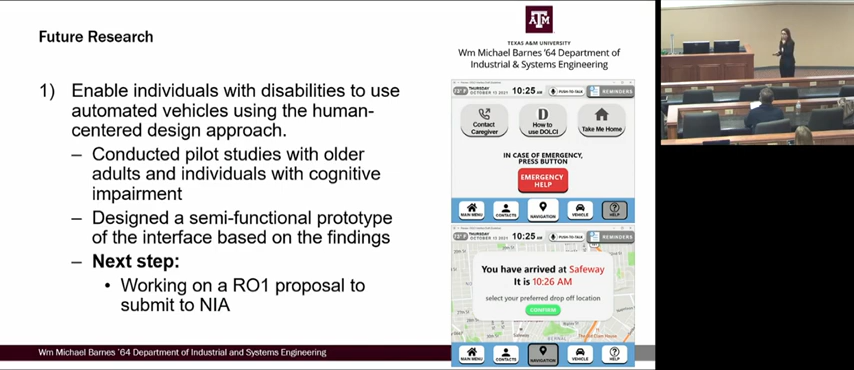 Future Research
ATM
TEXAS A&M UNIVERSITY
Wm Michael Barnes '64 Department of
Industrial & Systems Engineering
1) Enable individuals with disabilities to use
automated vehicles using the human-
centered design approach.
– Conducted pilot studies with older
adults and individuals with cognitive
impairment
– Designed a semi-functional prototype
of the interface based on the findings
– Next step:
• Working on a RO1 proposal to
submit to NIA
THURSDAY
OCTOBER 13 2021 10:25 AM PUSH-TO-TALK REMINDERS
Contact
Caregiver
D
How to
use DOLCI
Take Me Home
IN CASE OF EMERGENCY,
PRESS BUTTON
EMERGENCY
HELP
MAIN MENU CONTACTS NAVIGATION VEHICLE HELP
THURSDAY
OCTOBER 13 2021 10:25 AM PUSH-TO-TALK REMINDERS
You have arrived at Safeway
It is 10:26 AM
select your preferred drop off location
CONFIRM
MAIN MENU CONTACTS NAVIGATION VEHICLE HELP
Wm Michael Barnes '64 Department of Industrial and Systems Engineering